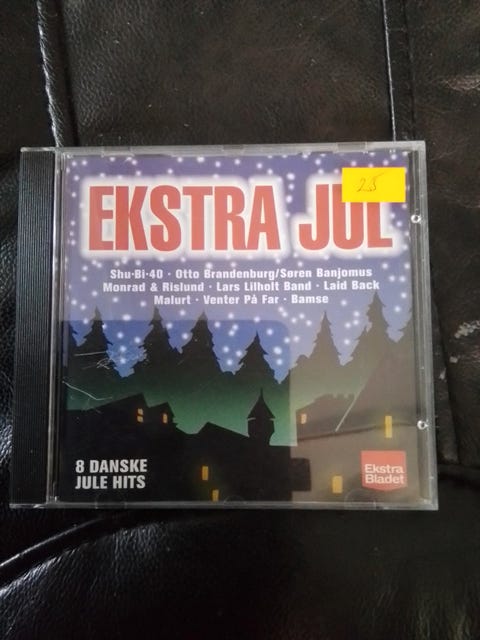 EKSTRA JUL
25
Shu·Bi·40 · Otto Brandenburg/Søren Banjomus
Monrad & Rislund · Lars Lilholt Band · Laid Back
Malurt · Venter På Far · Bamse
8 DANSKE
JULE HITS
Ekstra
Bladet